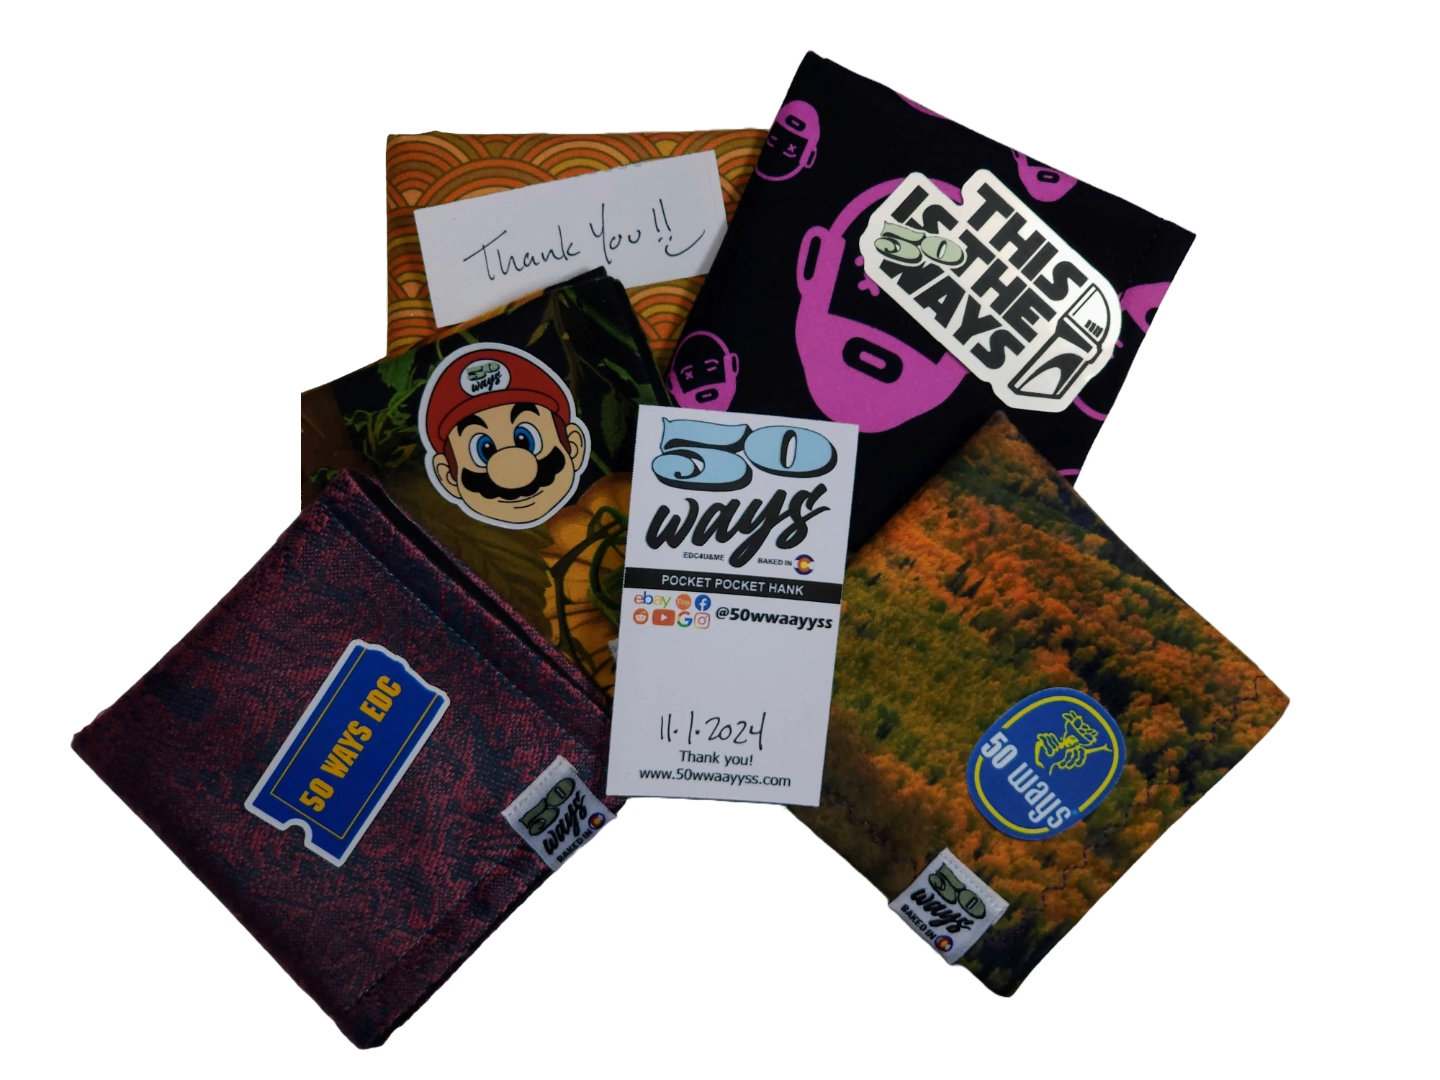 Thank You!!
THIS
IS THE
50
WAYS
50
ways
50
ways
EDC4U&ME BAKED IN C
POCKET POCKET HANK
ebay
@50wwaayyss
11.1.2024
Thank you!
www.50wwaayyss.com
50 WAYS EDC
50
ways
BAKED IN C
50 ways
50
ways
BAKED IN C